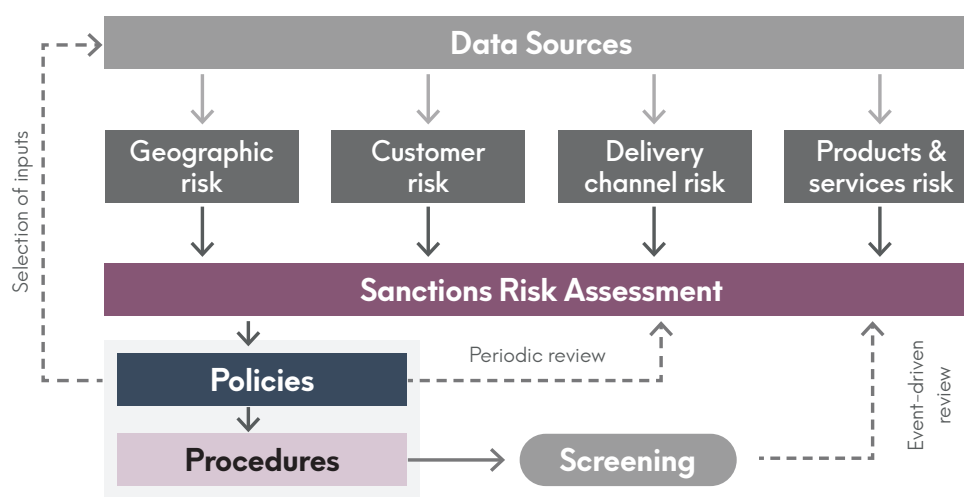 Data Sources
Geographic
risk
Customer
risk
Delivery
channel risk
Products &
services risk
Selection of inputs
Sanctions Risk Assessment
Periodic review
Policies
Event-driven
review
Procedures
Screening